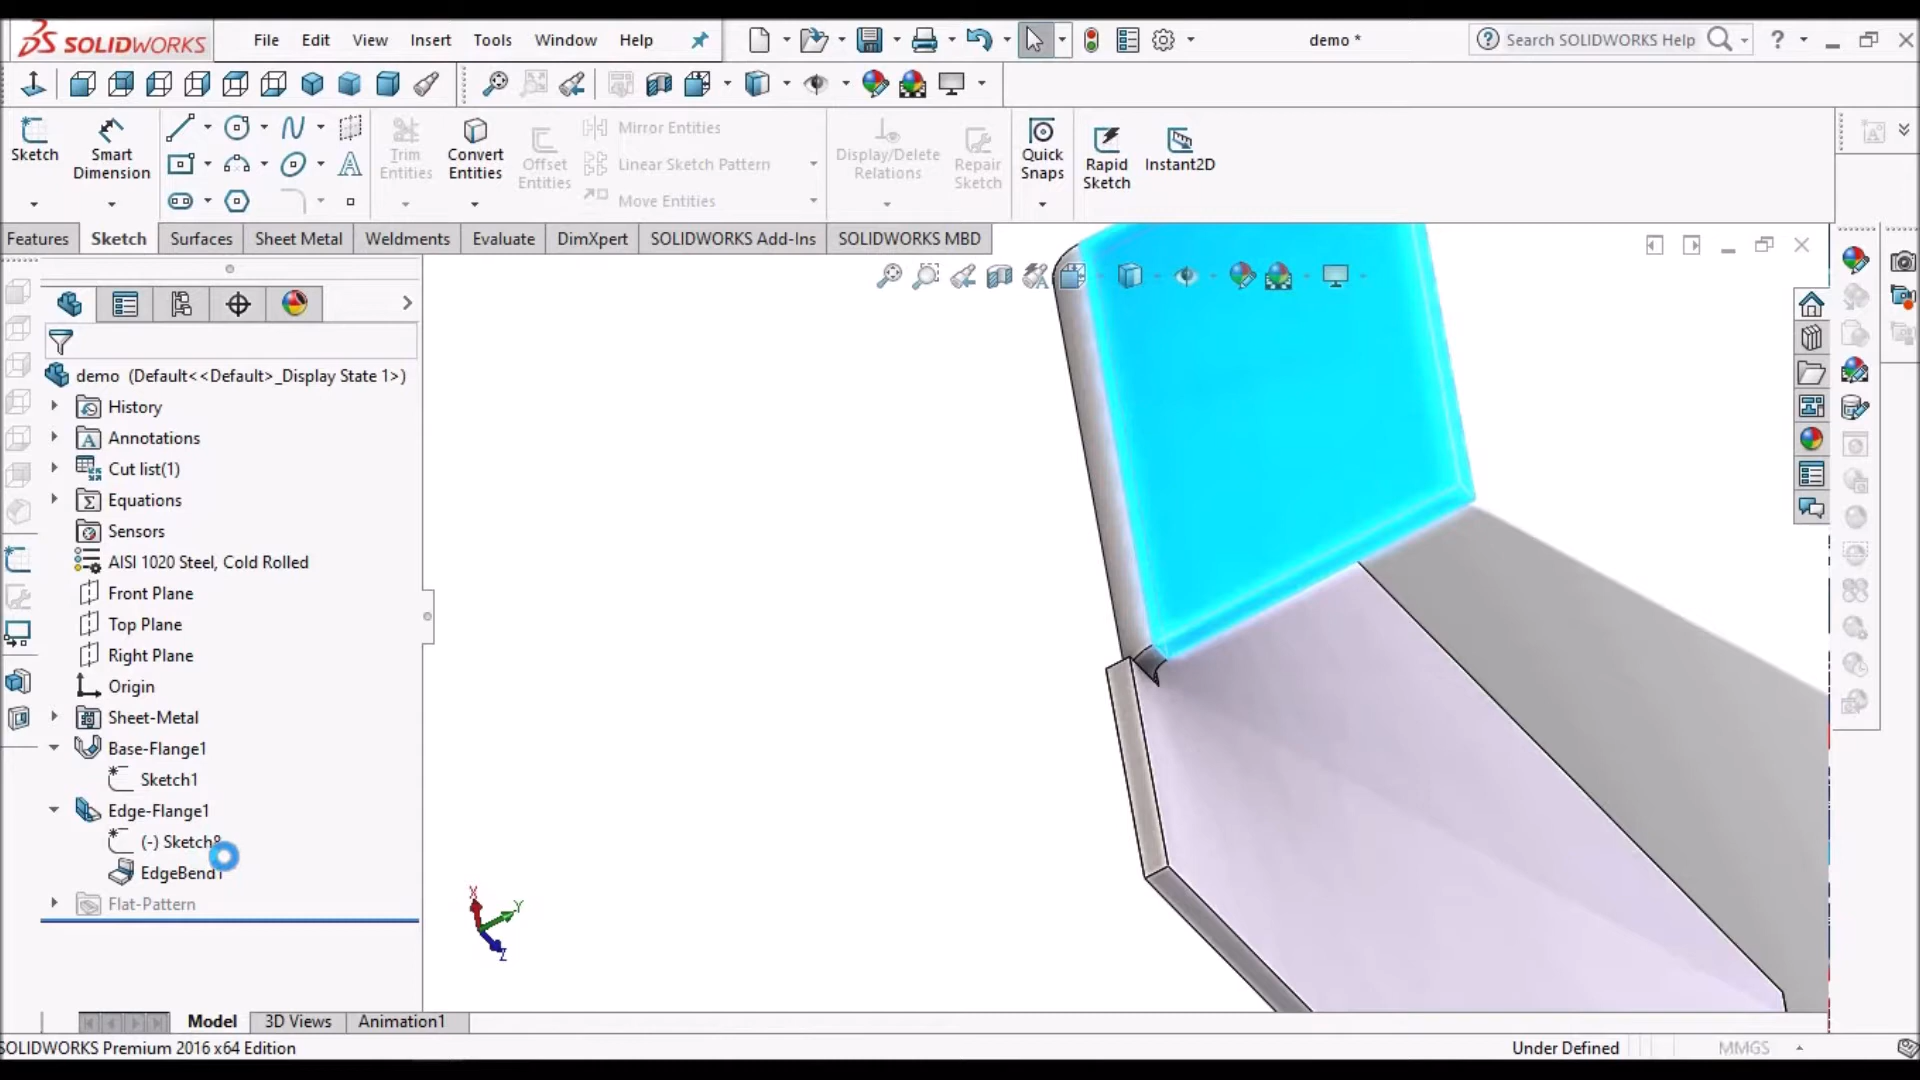 SOLIDWORKS
File Edit View Insert Tools Window Help
demo *
Search SOLIDWORKS Help
Sketch
Smart Dimension
Trim Entities
Convert Entities
Offset Entities
Mirror Entities
Linear Sketch Pattern
Move Entities
Display/Delete Relations
Repair Sketch
Quick Snaps
Rapid Sketch
Instant2D
Features Sketch Surfaces Sheet Metal Weldments Evaluate DimXpert SOLIDWORKS Add-Ins SOLIDWORKS MBD
demo (Default<<Default>_Display State 1>)
History
Annotations
Cut list(1)
Equations
Sensors
AISI 1020 Steel, Cold Rolled
Front Plane
Top Plane
Right Plane
Origin
Sheet-Metal
Base-Flange1
Sketch1
Edge-Flange1
(-) Sketch8
EdgeBend1
Flat-Pattern
X
Y
Z
Model 3D Views Animation1
SOLIDWORKS Premium 2016 x64 Edition
Under Defined
MMGS